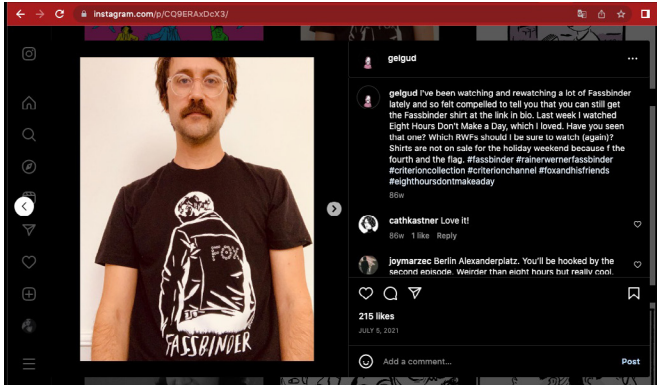 instagram.com/p/CQ9ERAxDcX3/
gelgud
gelgud I've been watching and rewatching a lot of Fassbinder
lately and so felt compelled to tell you that you can still get
the Fassbinder shirt at the link in bio. Last week I watched
Eight Hours Don't Make a Day, which I loved. Have you seen
that one? Which RWFs should I be sure to watch (again)?
Shirts are not on sale for the holiday weekend because f the
fourth and the flag. #fassbinder #rainerwernerfassbinder
#criterioncollection #criterionchannel #foxandhisfriends
#eighthoursdontmakeaday
86w
cathkastner Love it!
86w 1 like Reply
joymarzec Berlin Alexanderplatz. You'll be hooked by the
second episode. Weirder than eight hours but really cool.
215 likes
JULY 5, 2021
Add a comment... Post
FOX
FASSBINDER